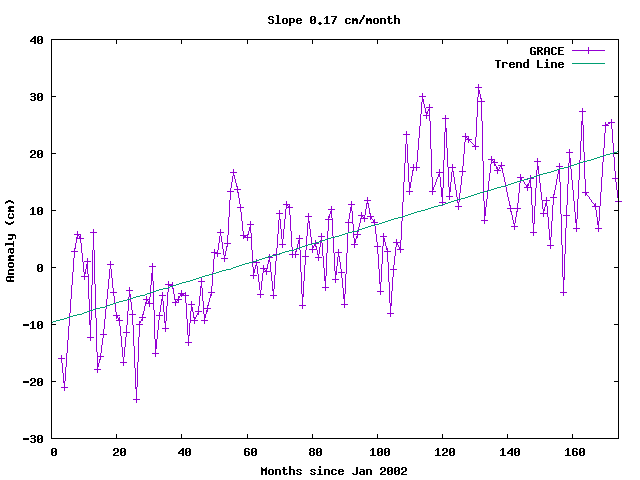 Slope 0.17 cm/month
40
30
20
10
0
-10
-20
-30
Anomaly (cm)
GRACE
Trend Line
0 20 40 60 80 100 120 140 160
Months since Jan 2002